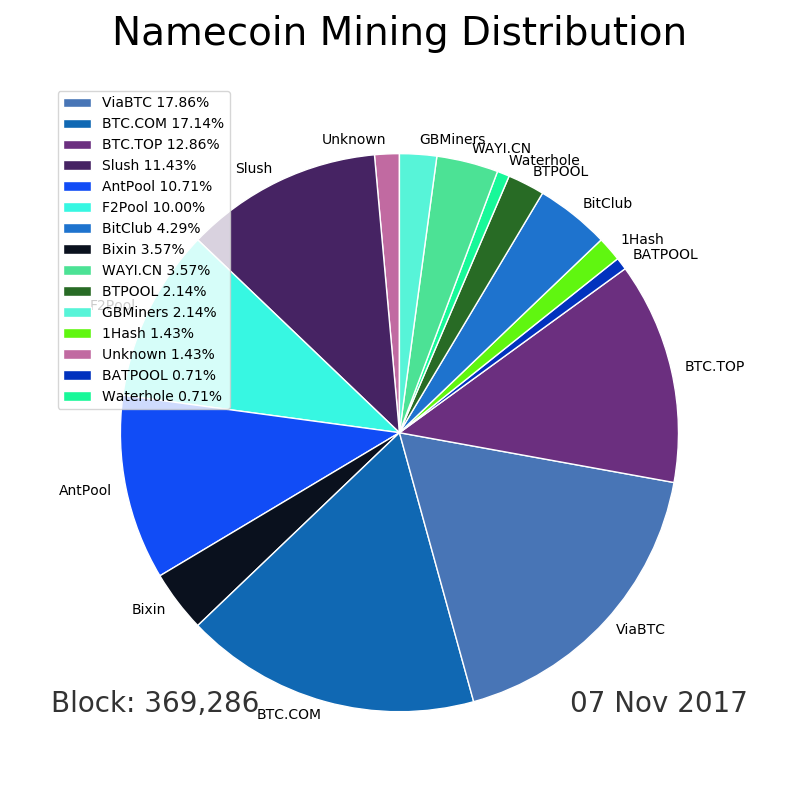 Namecoin Mining Distribution
ViaBTC 17.86%
BTC.COM 17.14%
BTC.TOP 12.86%
Slush 11.43%
AntPool 10.71%
F2Pool 10.00%
BitClub 4.29%
Bixin 3.57%
WAYI.CN 3.57%
BTPOOL 2.14%
GBMiners 2.14%
1Hash 1.43%
Unknown 1.43%
BATPOOL 0.71%
Waterhole 0.71%
Unknown
GBMiners
WAYI.CN
Waterhole
BTPOOL
BitClub
1Hash
BATPOOL
BTC.TOP
ViaBTC
BTC.COM
Bixin
AntPool
F2Pool
Slush
Block: 369,286
07 Nov 2017